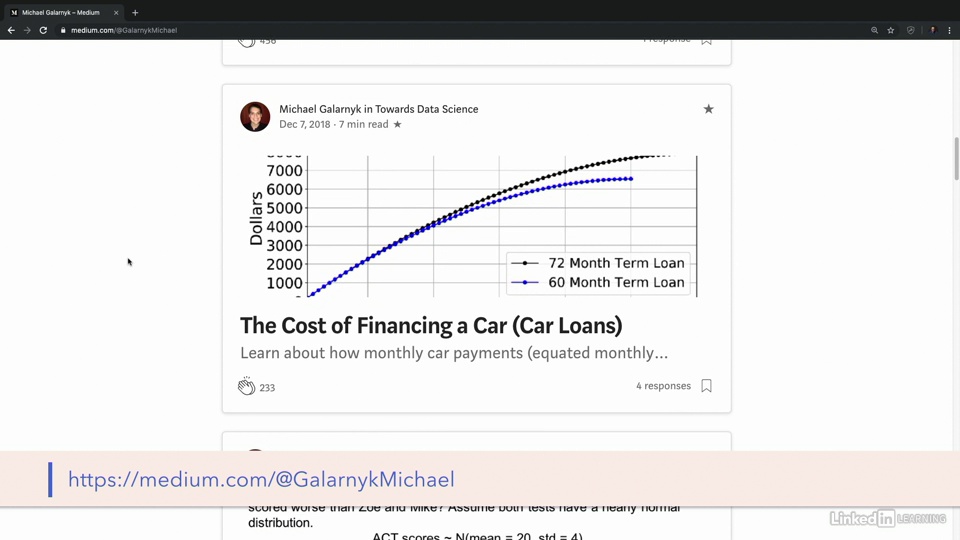 Michael Galarnyk – Medium
medium.com/@GalarnykMichael
456
1 response
Michael Galarnyk in Towards Data Science
Dec 7, 2018 · 7 min read ★
7000
6000
5000
4000
3000
2000
1000
Dollars
72 Month Term Loan
60 Month Term Loan
The Cost of Financing a Car (Car Loans)
Learn about how monthly car payments (equated monthly...
233
4 responses
https://medium.com/@GalarnykMichael
scored worse than Zoe and Mike? Assume both tests have a nearly normal
distribution.
ACT scores ~ N(mean = 20, std = 4)
LinkedIn LEARNING